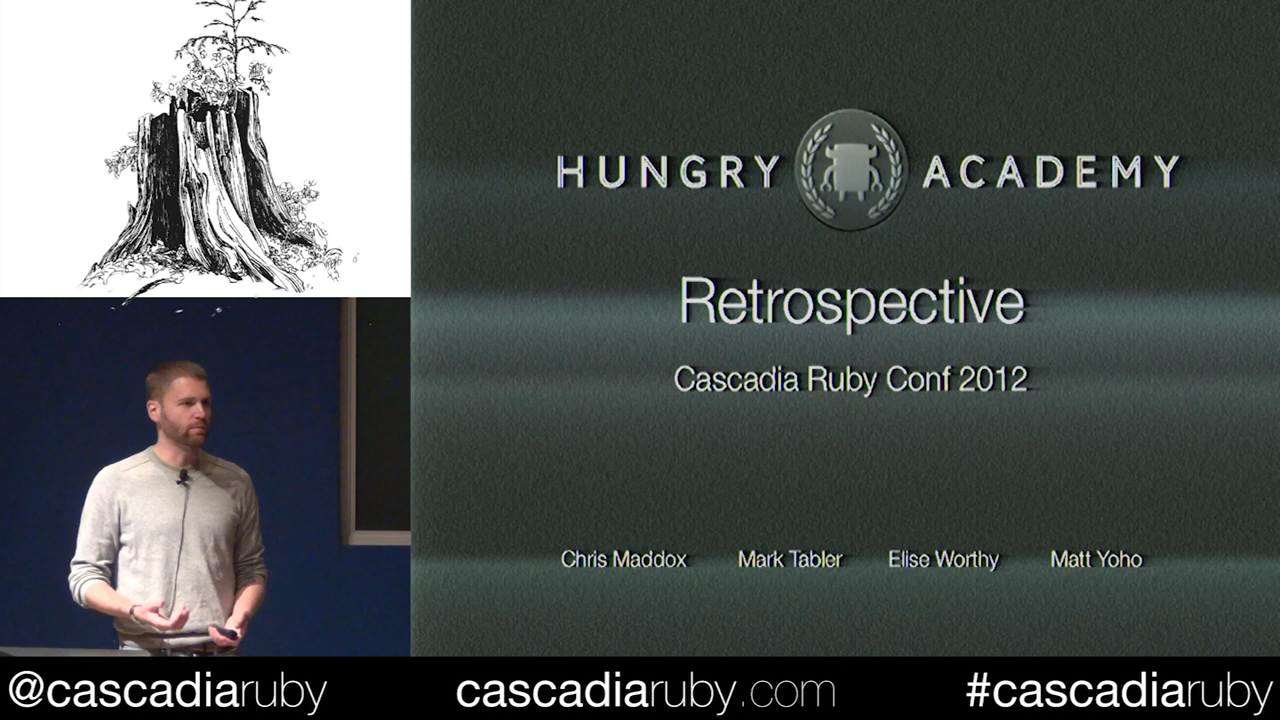 HUNGRY ACADEMY
Retrospective
Cascadia Ruby Conf 2012
Chris Maddox Mark Tabler Elise Worthy Matt Yoho
@cascadiaruby cascadiaruby.com #cascadiaruby